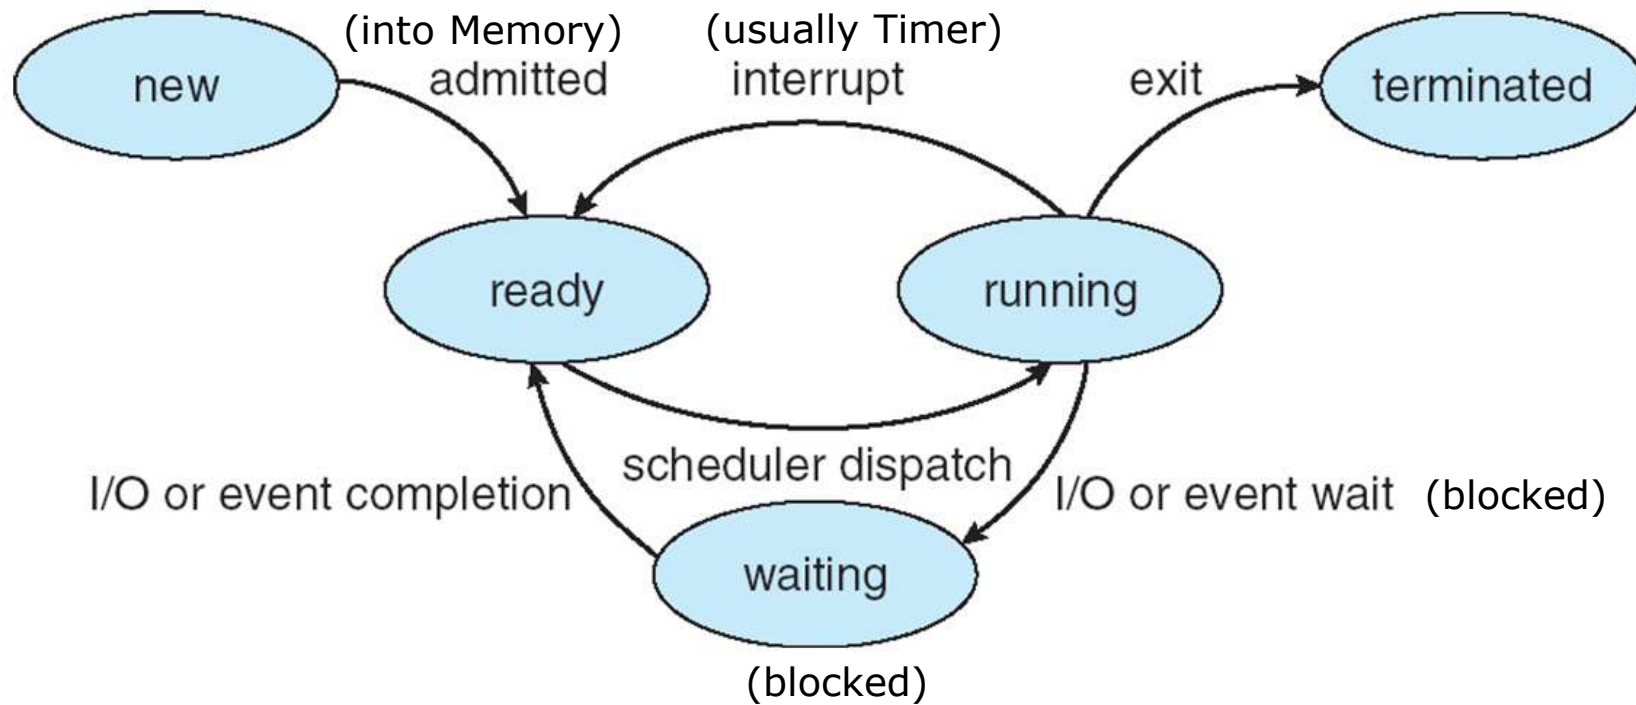 (into Memory)
(usually Timer)
new
admitted
interrupt
exit
terminated
ready
running
scheduler dispatch
I/O or event completion
I/O or event wait (blocked)
waiting
(blocked)